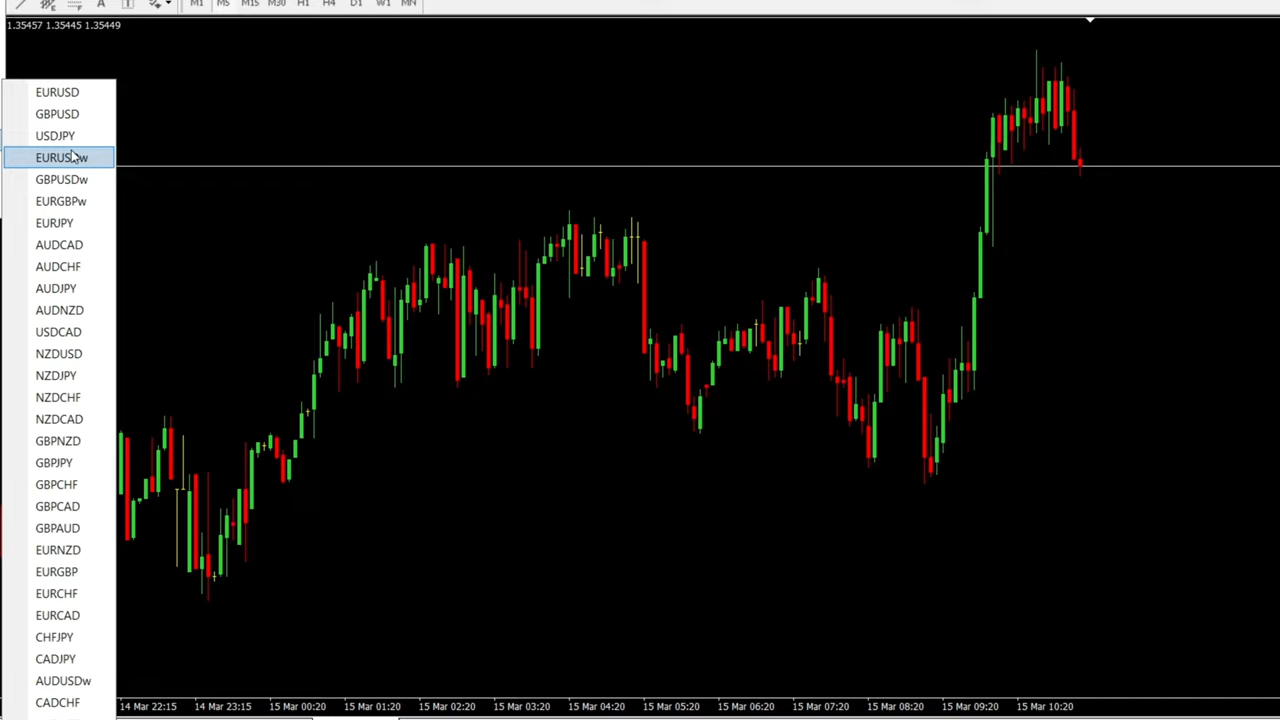 A T
M1 M5 M15 M30 H1 H4 D1 W1 MN
1.35457 1.35445 1.35449
EURUSD
GBPUSD
USDJPY
EURUSDw
GBPUSDw
EURGBPw
EURJPY
AUDCAD
AUDCHF
AUDJPY
AUDNZD
USDCAD
NZDUSD
NZDJPY
NZDCHF
NZDCAD
GBPNZD
GBPJPY
GBPCHF
GBPCAD
GBPAUD
EURNZD
EURGBP
EURCHF
EURCAD
CHFJPY
CADJPY
AUDUSDw
CADCHF
14 Mar 22:15 14 Mar 23:15 15 Mar 00:20 15 Mar 01:20 15 Mar 02:20 15 Mar 03:20 15 Mar 04:20 15 Mar 05:20 15 Mar 06:20 15 Mar 07:20 15 Mar 08:20 15 Mar 09:20 15 Mar 10:20